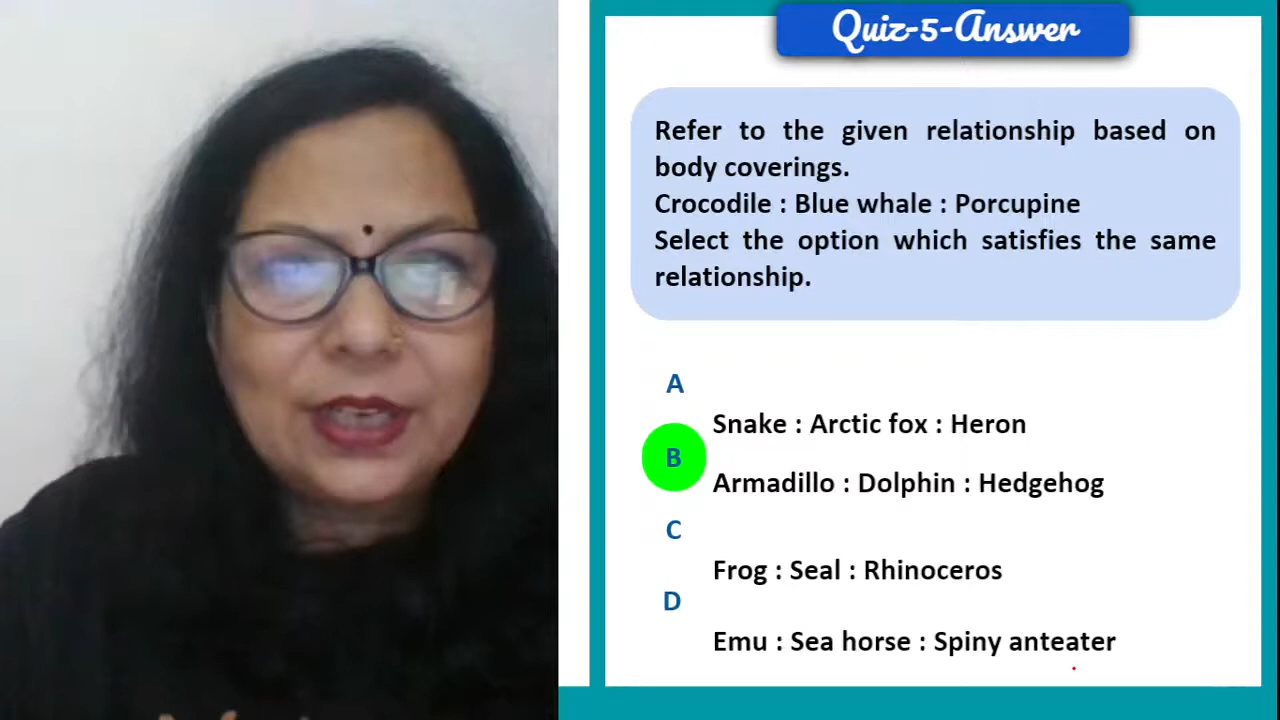 Quiz-5-Answer
Refer to the given relationship based on
body coverings.
Crocodile : Blue whale : Porcupine
Select the option which satisfies the same
relationship.
A
Snake : Arctic fox : Heron
B
Armadillo : Dolphin : Hedgehog
C
Frog : Seal : Rhinoceros
D
Emu : Sea horse : Spiny anteater